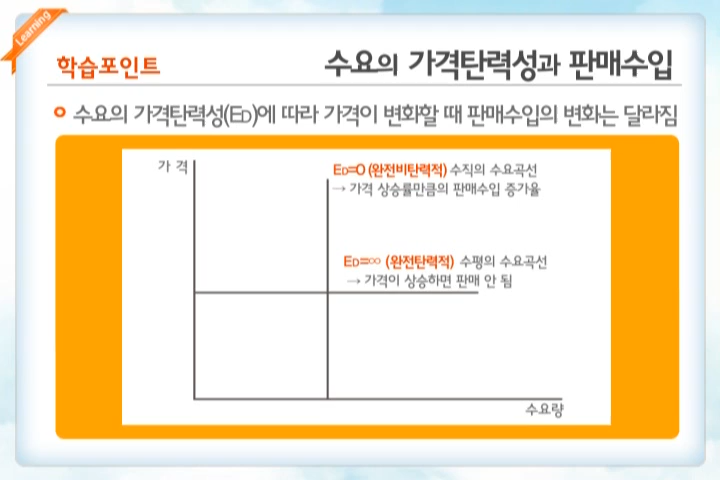 Learning
학습포인트
수요의 가격탄력성과 판매수입
수요의 가격탄력성(ED)에 따라 가격이 변화할 때 판매수입의 변화는 달라짐
가 격
ED=0 (완전비탄력적) 수직의 수요곡선
→ 가격 상승률만큼의 판매수입 증가율
ED=∞ (완전탄력적) 수평의 수요곡선
→ 가격이 상승하면 판매 안 됨
수요량